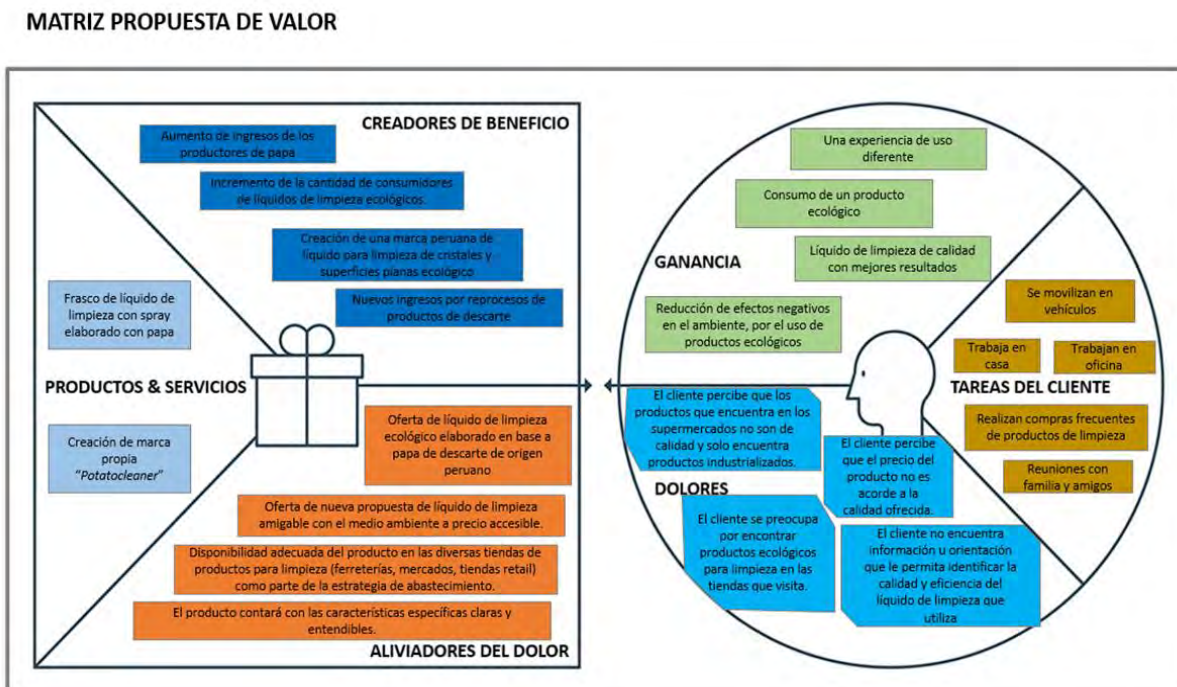 MATRIZ PROPUESTA DE VALOR
CREADORES DE BENEFICIO
Aumento de ingresos de los
productores de papa
Incremento de la cantidad de consumidores
de líquidos de limpieza ecológicos.
Creación de una marca peruana de
líquido para limpieza de cristales y
superficies planas ecológico
Nuevos ingresos por reprocesos de
productos de descarte
Frasco de líquido de
limpieza con spray
elaborado con papa
PRODUCTOS & SERVICIOS
Creación de marca
propia
“Potatocleaner”
Oferta de líquido de limpieza
ecológico elaborado en base a
papa de descarte de origen
peruano
Oferta de nueva propuesta de líquido de limpieza
amigable con el medio ambiente a precio accesible.
Disponibilidad adecuada del producto en las diversas tiendas de
productos para limpieza (ferreterías, mercados, tiendas retail)
como parte de la estrategia de abastecimiento.
El producto contará con las características específicas claras y
entendibles.
ALIVIADORES DEL DOLOR
Una experiencia de uso
diferente
Consumo de un producto
ecológico
Líquido de limpieza de calidad
con mejores resultados
GANANCIA
Reducción de efectos negativos
en el ambiente, por el uso de
productos ecológicos
Se movilizan en
vehículos
Trabaja en
casa
Trabajan en
oficina
TAREAS DEL CLIENTE
Realizan compras frecuentes
de productos de limpieza
Reuniones con
familia y amigos
El cliente percibe que los
productos que encuentra en los
supermercados no son de
calidad y solo encuentra
productos industrializados.
El cliente percibe
que el precio del
producto no es
acorde a la
calidad ofrecida.
DOLORES
El cliente se preocupa
por encontrar
productos ecológicos
para limpieza en las
tiendas que visita.
El cliente no encuentra
información u orientación
que le permita identificar la
calidad y eficiencia del
líquido de limpieza que
utiliza